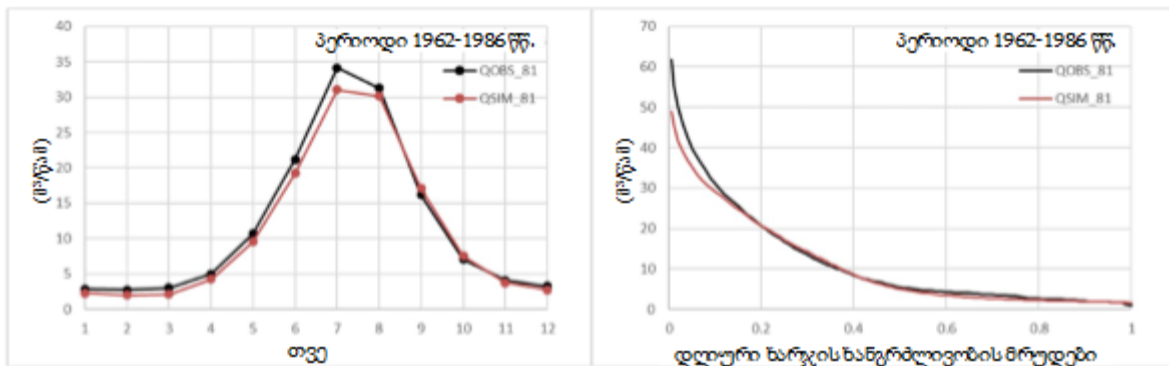 40
35
30
25
20
15
10
5
0
(მ³/წამ)
პერიოდი 1962-1986 წწ.
QOBS_81
QSIM_81
1 2 3 4 5 6 7 8 9 10 11 12
თვე
70
60
50
40
30
20
10
0
(მ³/წამ)
პერიოდი 1962-1986 წწ.
QOBS_81
QSIM_81
0 0.2 0.4 0.6 0.8 1
დღიური ხარჯის ხანგრძლივობის მრუდები